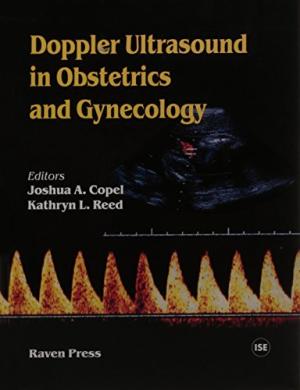 Doppler Ultrasound
in Obstetrics
and Gynecology
Editors
Joshua A. Copel
Kathryn L. Reed
Raven Press
ISE